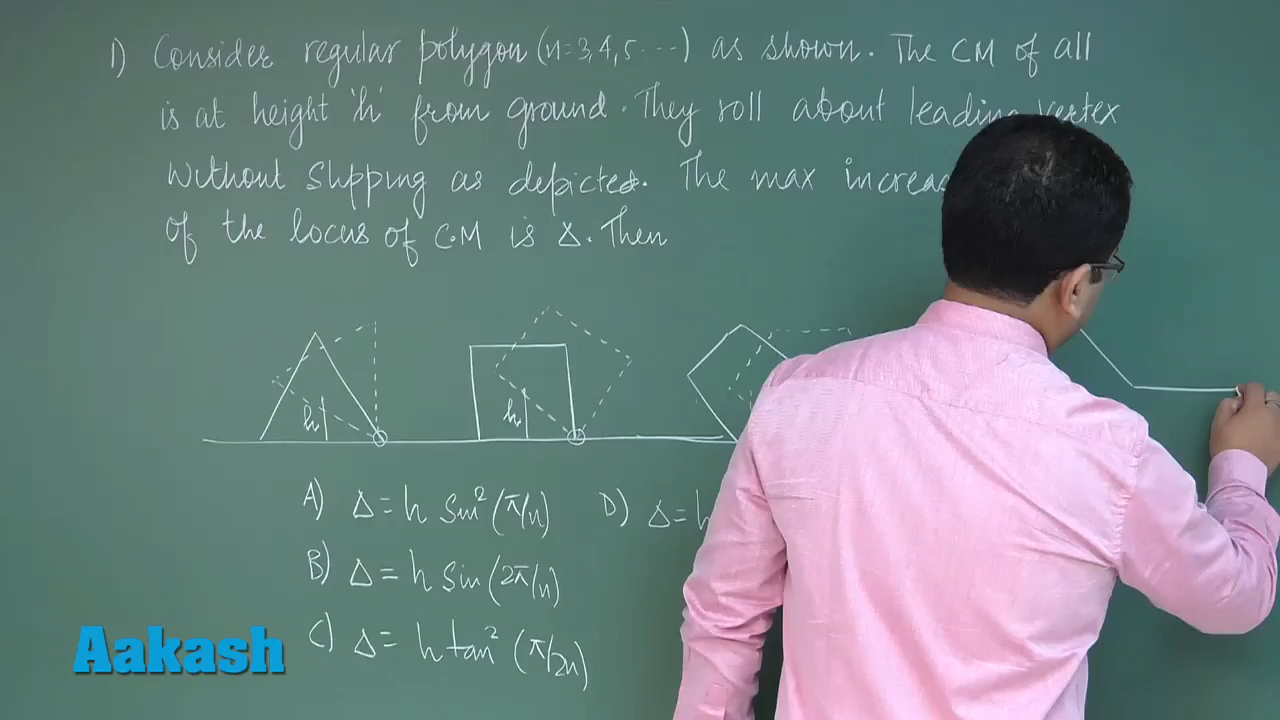 1) Consider regular polygon (n=3,4,5...) as shown. The CM of all
is at height 'h' from ground. They roll about leading vertex
without slipping as depicted. The max
of the locus of C.M is Δ. Then
h
h
A) Δ = h sin²(π/n) D) Δ = h
B) Δ = h sin(2π/n)
C) Δ = h tan²(π/2n)
Aakash